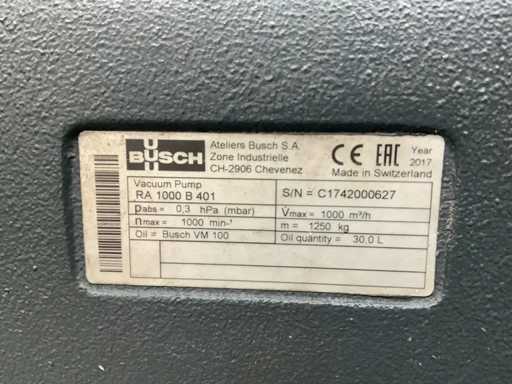 BUSCH
Ateliers Busch S.A.
Zone Industrielle
CH-2906 Chevenez
CE EAC
Year
2017
Made in Switzerland
Vacuum Pump
RA 1000 B 401
S/N = C1742000627
pabs = 0,3 hPa (mbar)
V̇max = 1000 m³/h
nmax = 1000 min-¹
m = 1250 kg
Oil = Busch VM 100
Oil quantity = 30,0 L